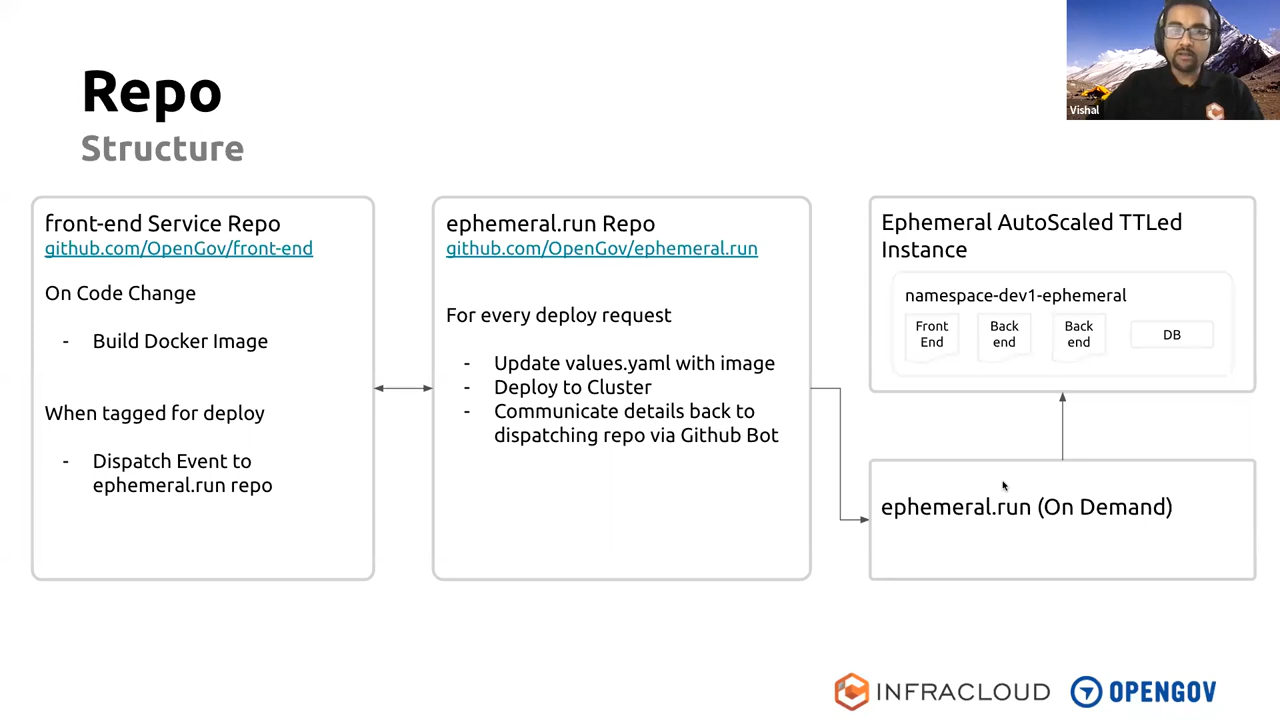 Vishal
Repo
Structure
front-end Service Repo
github.com/OpenGov/front-end
On Code Change
- Build Docker Image
When tagged for deploy
- Dispatch Event to
ephemeral.run repo
ephemeral.run Repo
github.com/OpenGov/ephemeral.run
For every deploy request
- Update values.yaml with image
- Deploy to Cluster
- Communicate details back to
dispatching repo via Github Bot
Ephemeral AutoScaled TTLed
Instance
namespace-dev1-ephemeral
Front
End
Back
end
Back
end
DB
ephemeral.run (On Demand)
INFRACLOUD
OPENGOV